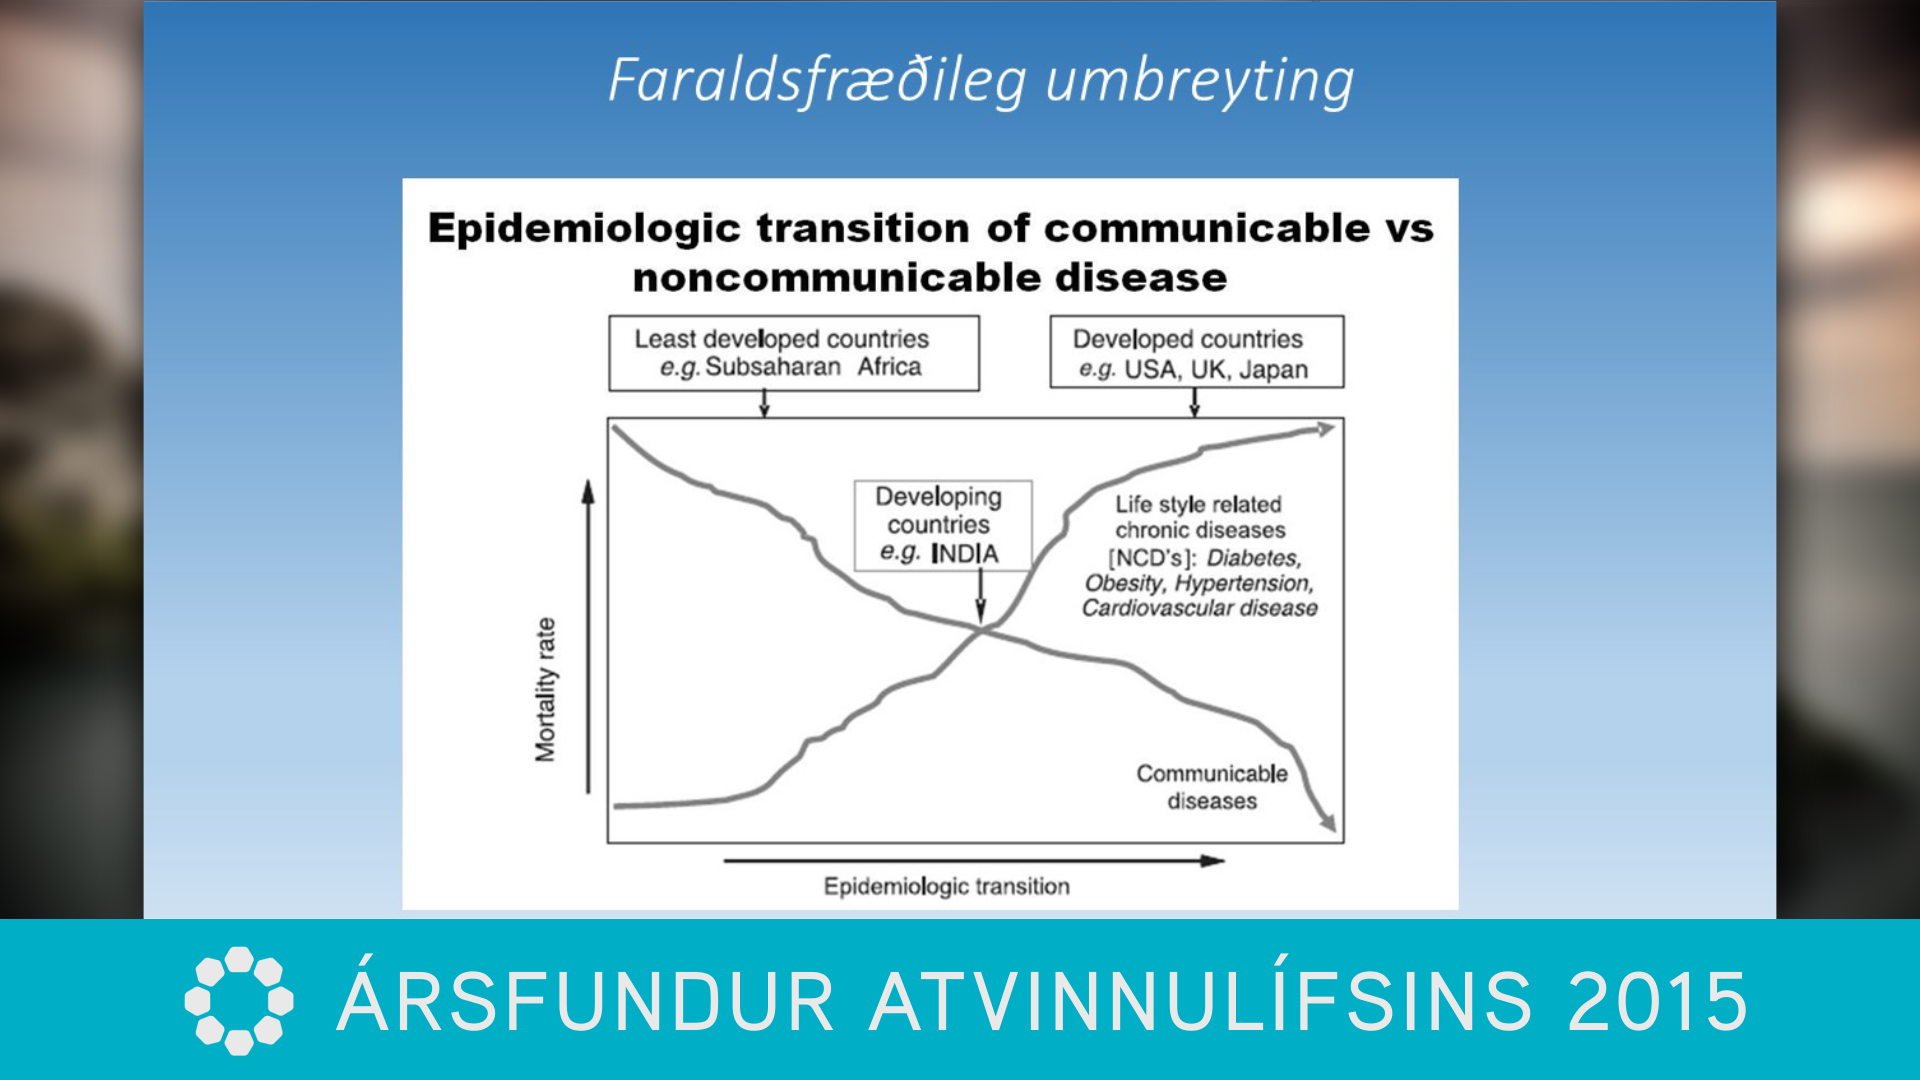 Faraldsfræðileg umbreyting
Epidemiologic transition of communicable vs
noncommunicable disease
Least developed countries
e.g. Subsaharan Africa
Developed countries
e.g. USA, UK, Japan
Developing
countries
e.g. INDIA
Life style related
chronic diseases
[NCD's]: Diabetes,
Obesity, Hypertension,
Cardiovascular disease
Mortality rate
Communicable
diseases
Epidemiologic transition
ÁRSFUNDUR ATVINNULÍFSINS 2015